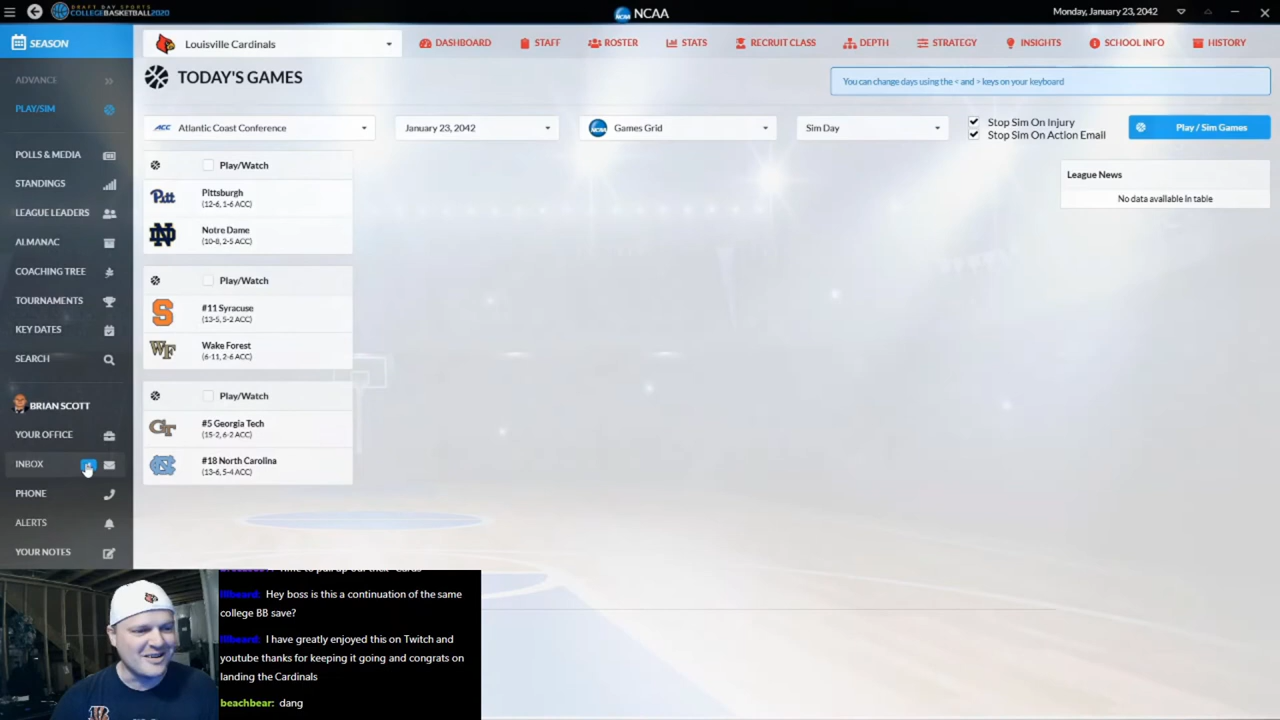 DRAFT DAY SPORTS
COLLEGE BASKETBALL 2020
NCAA
Monday, January 23, 2042
SEASON
Louisville Cardinals
DASHBOARD
STAFF
ROSTER
STATS
RECRUIT CLASS
DEPTH
STRATEGY
INSIGHTS
SCHOOL INFO
HISTORY
ADVANCE
TODAY'S GAMES
You can change days using the < and > keys on your keyboard
PLAY/SIM
Atlantic Coast Conference
January 23, 2042
Games Grid
Sim Day
Stop Sim On Injury
Stop Sim On Action Email
Play / Sim Games
POLLS & MEDIA
STANDINGS
LEAGUE LEADERS
ALMANAC
COACHING TREE
TOURNAMENTS
KEY DATES
SEARCH
BRIAN SCOTT
YOUR OFFICE
INBOX
PHONE
ALERTS
YOUR NOTES
Play/Watch
Pittsburgh
(12-6, 1-6 ACC)
Notre Dame
(10-8, 2-5 ACC)
Play/Watch
#11 Syracuse
(13-5, 5-2 ACC)
Wake Forest
(6-11, 2-6 ACC)
Play/Watch
#5 Georgia Tech
(15-2, 6-2 ACC)
#18 North Carolina
(13-6, 5-4 ACC)
League News
No data available in table
Hey boss is this a continuation of the same
college BB save?
I have greatly enjoyed this on Twitch and
youtube thanks for keeping it going and congrats on
landing the Cardinals
beachbear: dang